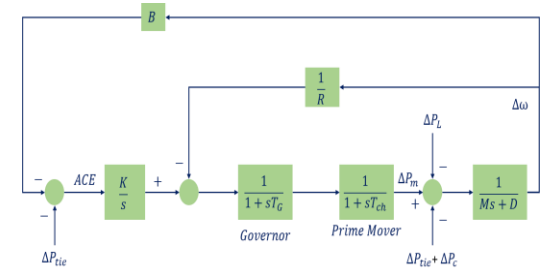 B
1
R
Δω
ΔP_L
ACE
K
s
1
1 + sT_G
1
1 + sT_ch
ΔP_m
1
Ms + D
−
−
−
+
−
+
−
Governor
Prime Mover
ΔP_tie
ΔP_tie + ΔP_c